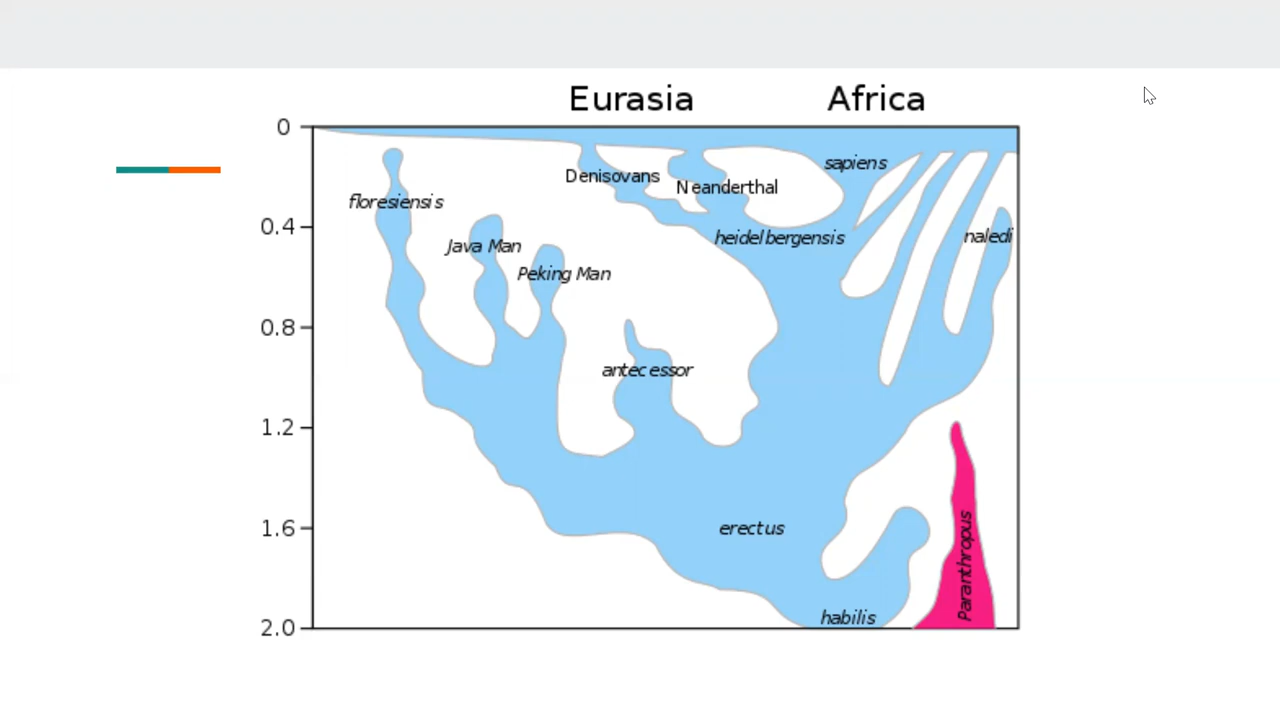 Eurasia
Africa
0
sapiens
Denisovans
Neanderthal
floresiensis
0.4
heidelbergensis
naledi
Java Man
Peking Man
0.8
antecessor
1.2
erectus
1.6
Paranthropus
habilis
2.0